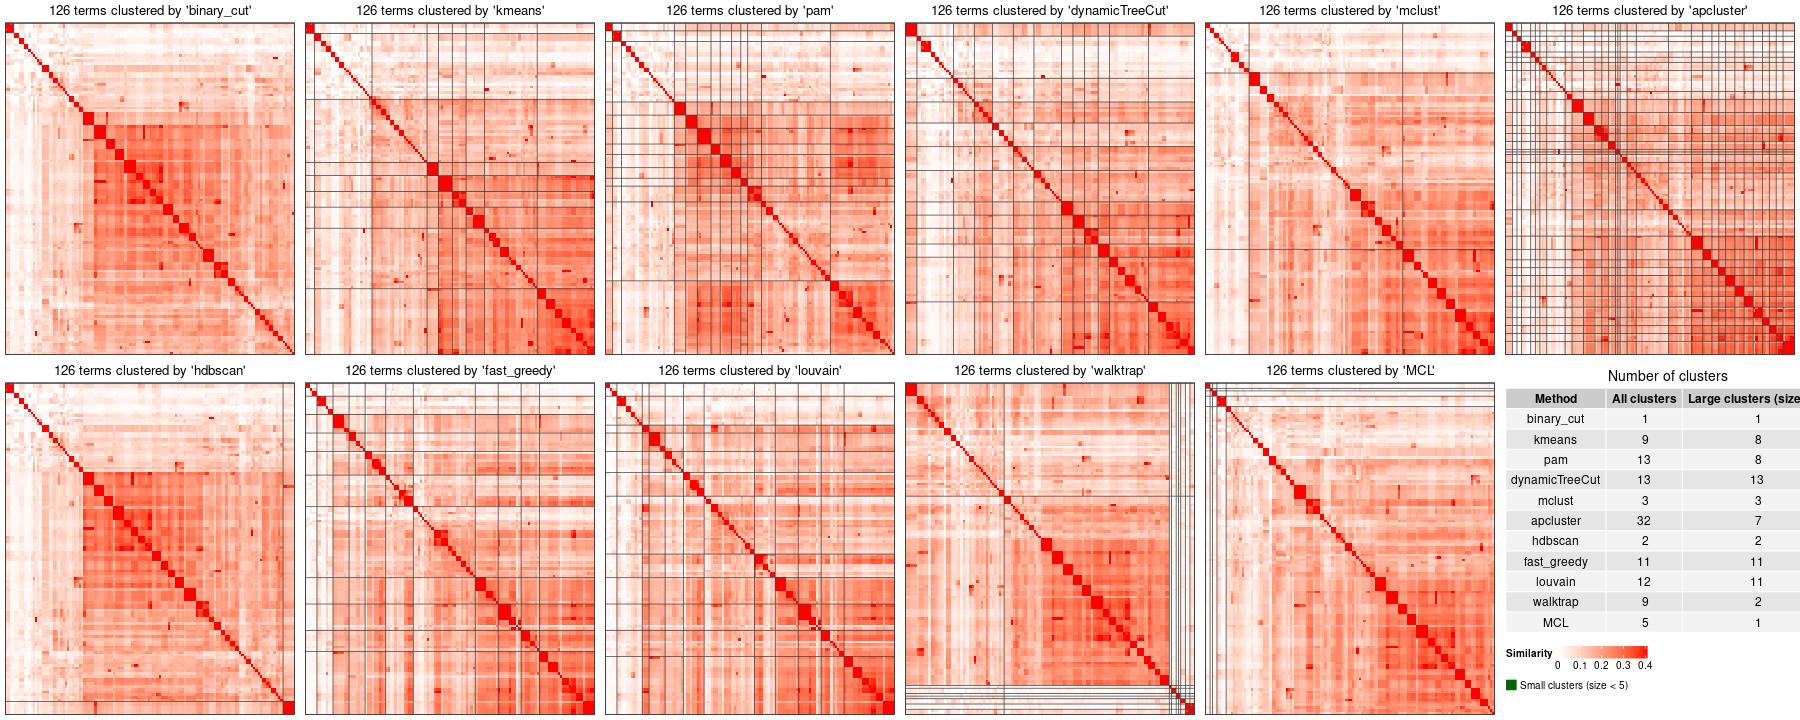 126 terms clustered by 'binary_cut'
126 terms clustered by 'kmeans'
126 terms clustered by 'pam'
126 terms clustered by 'dynamicTreeCut'
126 terms clustered by 'mclust'
126 terms clustered by 'apcluster'
126 terms clustered by 'hdbscan'
126 terms clustered by 'fast_greedy'
126 terms clustered by 'louvain'
126 terms clustered by 'walktrap'
126 terms clustered by 'MCL'
Number of clusters
Method All clusters Large clusters (size
binary_cut 1 1
kmeans 9 8
pam 13 8
dynamicTreeCut 13 13
mclust 3 3
apcluster 32 7
hdbscan 2 2
fast_greedy 11 11
louvain 12 11
walktrap 9 2
MCL 5 1
Similarity
0 0.1 0.2 0.3 0.4
Small clusters (size < 5)